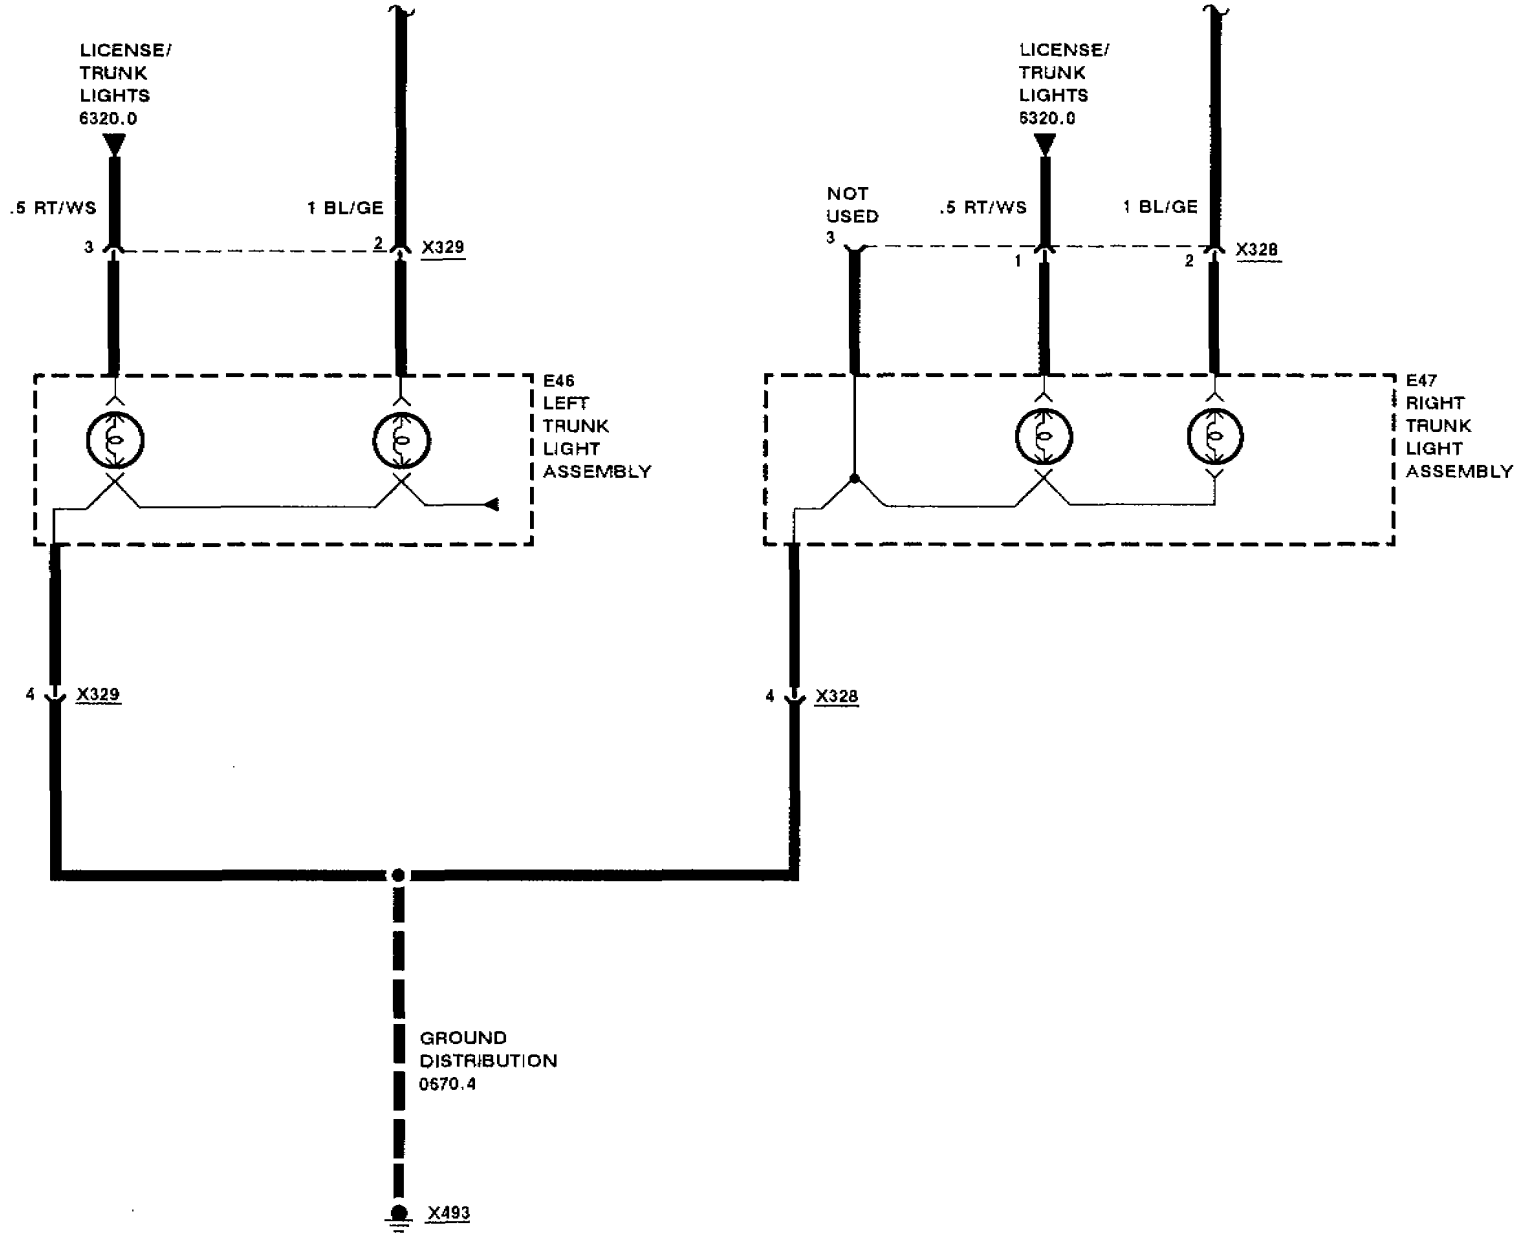 LICENSE/
TRUNK
LIGHTS
6320.0
.5 RT/WS
1 BL/GE
3
2
X329
E46
LEFT
TRUNK
LIGHT
ASSEMBLY
4
X329
LICENSE/
TRUNK
LIGHTS
6320.0
NOT
USED
3
.5 RT/WS
1 BL/GE
1
2
X328
E47
RIGHT
TRUNK
LIGHT
ASSEMBLY
4
X328
GROUND
DISTRIBUTION
0670.4
X493